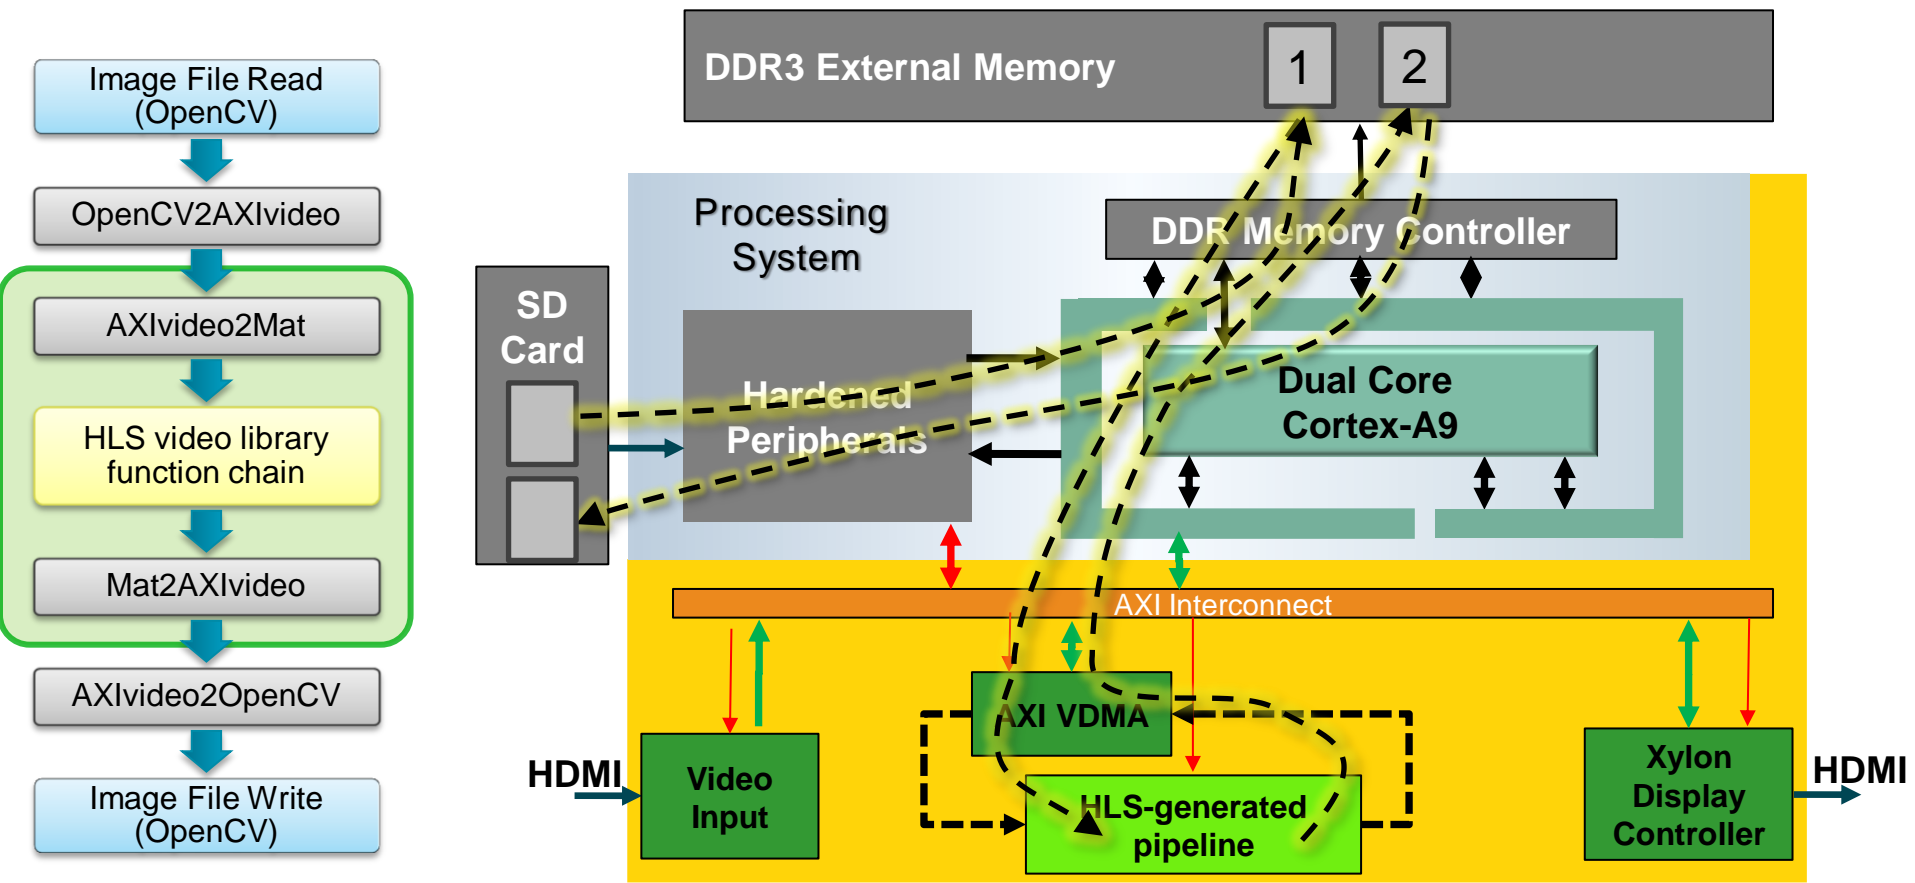 Image File Read
(OpenCV)
OpenCV2AXIvideo
AXIvideo2Mat
HLS video library
function chain
Mat2AXIvideo
AXIvideo2OpenCV
Image File Write
(OpenCV)
DDR3 External Memory
1
2
Processing
System
DDR Memory Controller
SD
Card
Hardened
Peripherals
Dual Core
Cortex-A9
AXI Interconnect
AXI VDMA
HDMI
Video
Input
HLS-generated
pipeline
Xylon
Display
Controller
HDMI